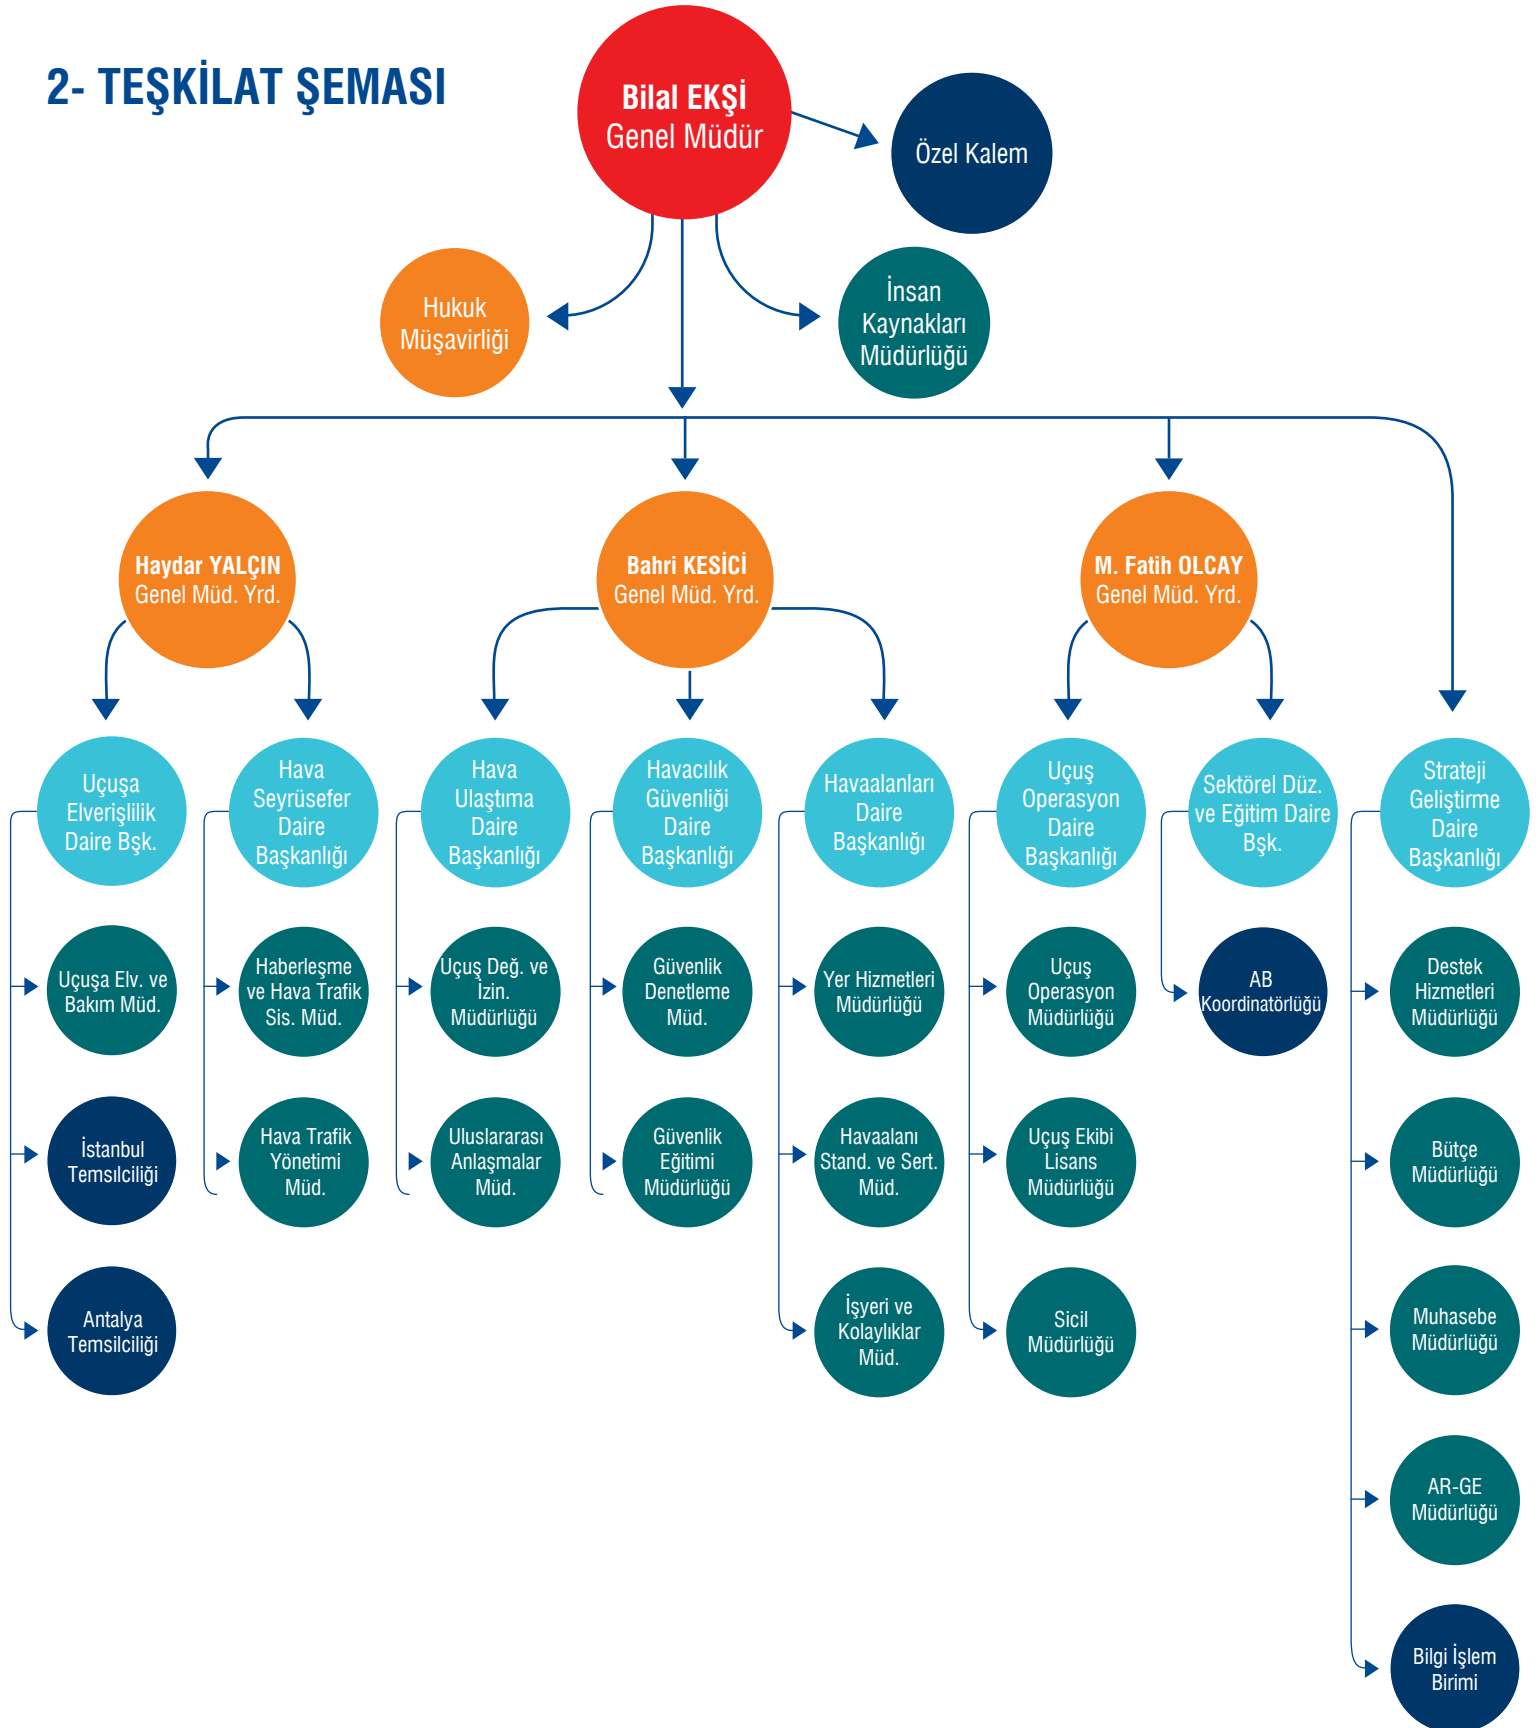 2- TEŞKİLAT ŞEMASI
Bilal EKŞİ
Genel Müdür
Özel Kalem
Hukuk
Müşavirliği
İnsan
Kaynakları
Müdürlüğü
Haydar YALÇIN
Genel Müd. Yrd.
Bahri KESİCİ
Genel Müd. Yrd.
M. Fatih OLCAY
Genel Müd. Yrd.
Uçuşa
Elverişlilik
Daire Bşk.
Hava
Seyrüsefer
Daire
Başkanlığı
Hava
Ulaştıma
Daire
Başkanlığı
Havacılık
Güvenliği
Daire
Başkanlığı
Havaalanları
Daire
Başkanlığı
Uçuş
Operasyon
Daire
Başkanlığı
Sektörel Düz.
ve Eğitim Daire
Bşk.
Strateji
Geliştirme
Daire
Başkanlığı
Uçuşa Elv. ve
Bakım Müd.
Haberleşme
ve Hava Trafik
Sis. Müd.
Uçuş Değ. ve
İzin.
Müdürlüğü
Güvenlik
Denetleme
Müd.
Yer Hizmetleri
Müdürlüğü
Uçuş
Operasyon
Müdürlüğü
AB
Koordinatörlüğü
Destek
Hizmetleri
Müdürlüğü
İstanbul
Temsılciliği
Hava Trafik
Yönetimi
Müd.
Uluslararası
Anlaşmalar
Müd.
Güvenlik
Eğitimi
Müdürlüğü
Havaalanı
Stand. ve Sert.
Müd.
Uçuş Ekibi
Lisans
Müdürlüğü
Bütçe
Müdürlüğü
Antalya
Temsilciliği
İşyeri ve
Kolaylıklar
Müd.
Sicil
Müdürlüğü
Muhasebe
Müdürlüğü
AR-GE
Müdürlüğü
Bilgi İşlem
Birimi